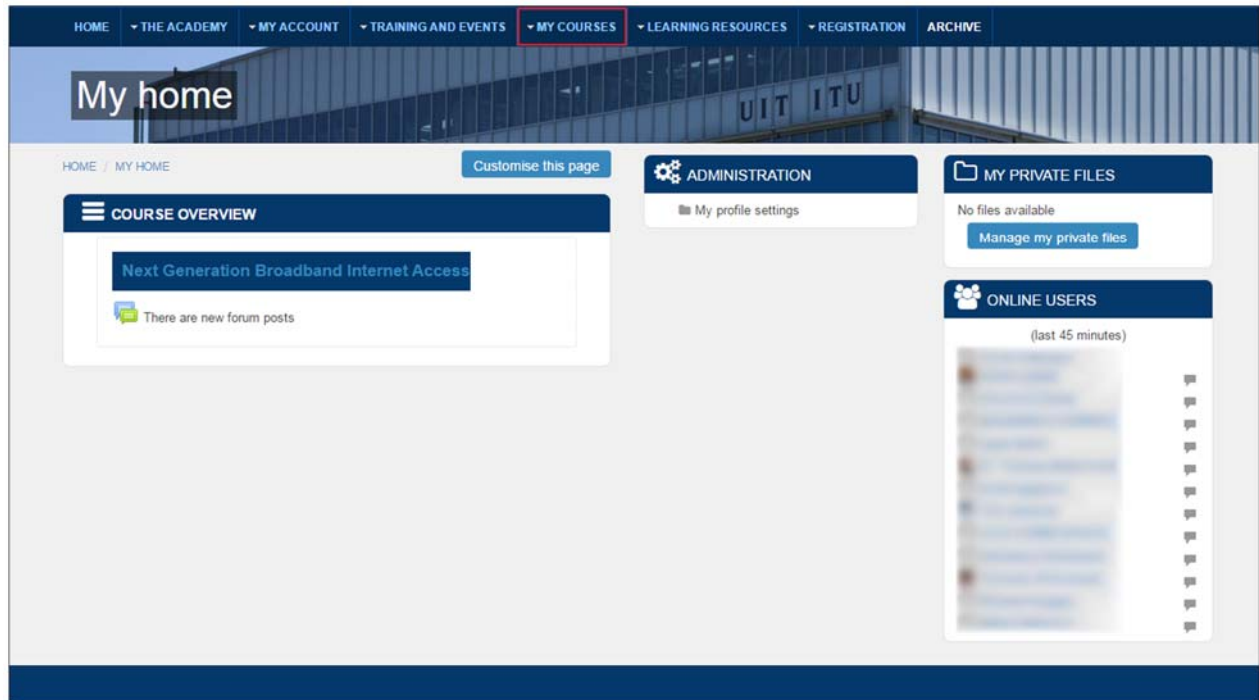 HOME THE ACADEMY MY ACCOUNT TRAINING AND EVENTS MY COURSES LEARNING RESOURCES REGISTRATION ARCHIVE
My home
UIT ITU
HOME / MY HOME
Customise this page
COURSE OVERVIEW
Next Generation Broadband Internet Access
There are new forum posts
ADMINISTRATION
My profile settings
MY PRIVATE FILES
No files available
Manage my private files
ONLINE USERS
(last 45 minutes)